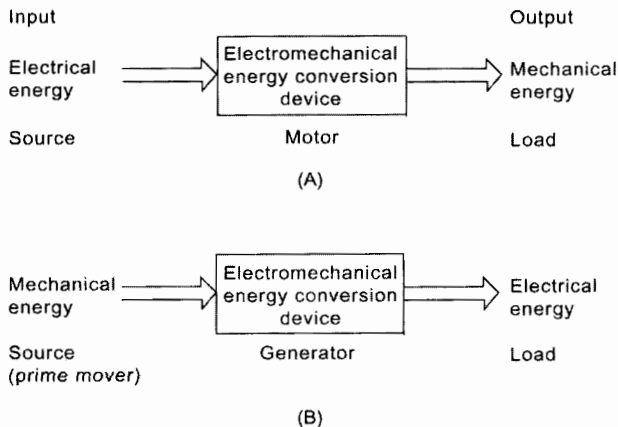 Input
Output
Electrical
energy
Electromechanical
energy conversion
device
Mechanical
energy
Source
Motor
Load
(A)
Mechanical
energy
Electromechanical
energy conversion
device
Electrical
energy
Source
(prime mover)
Generator
Load
(B)